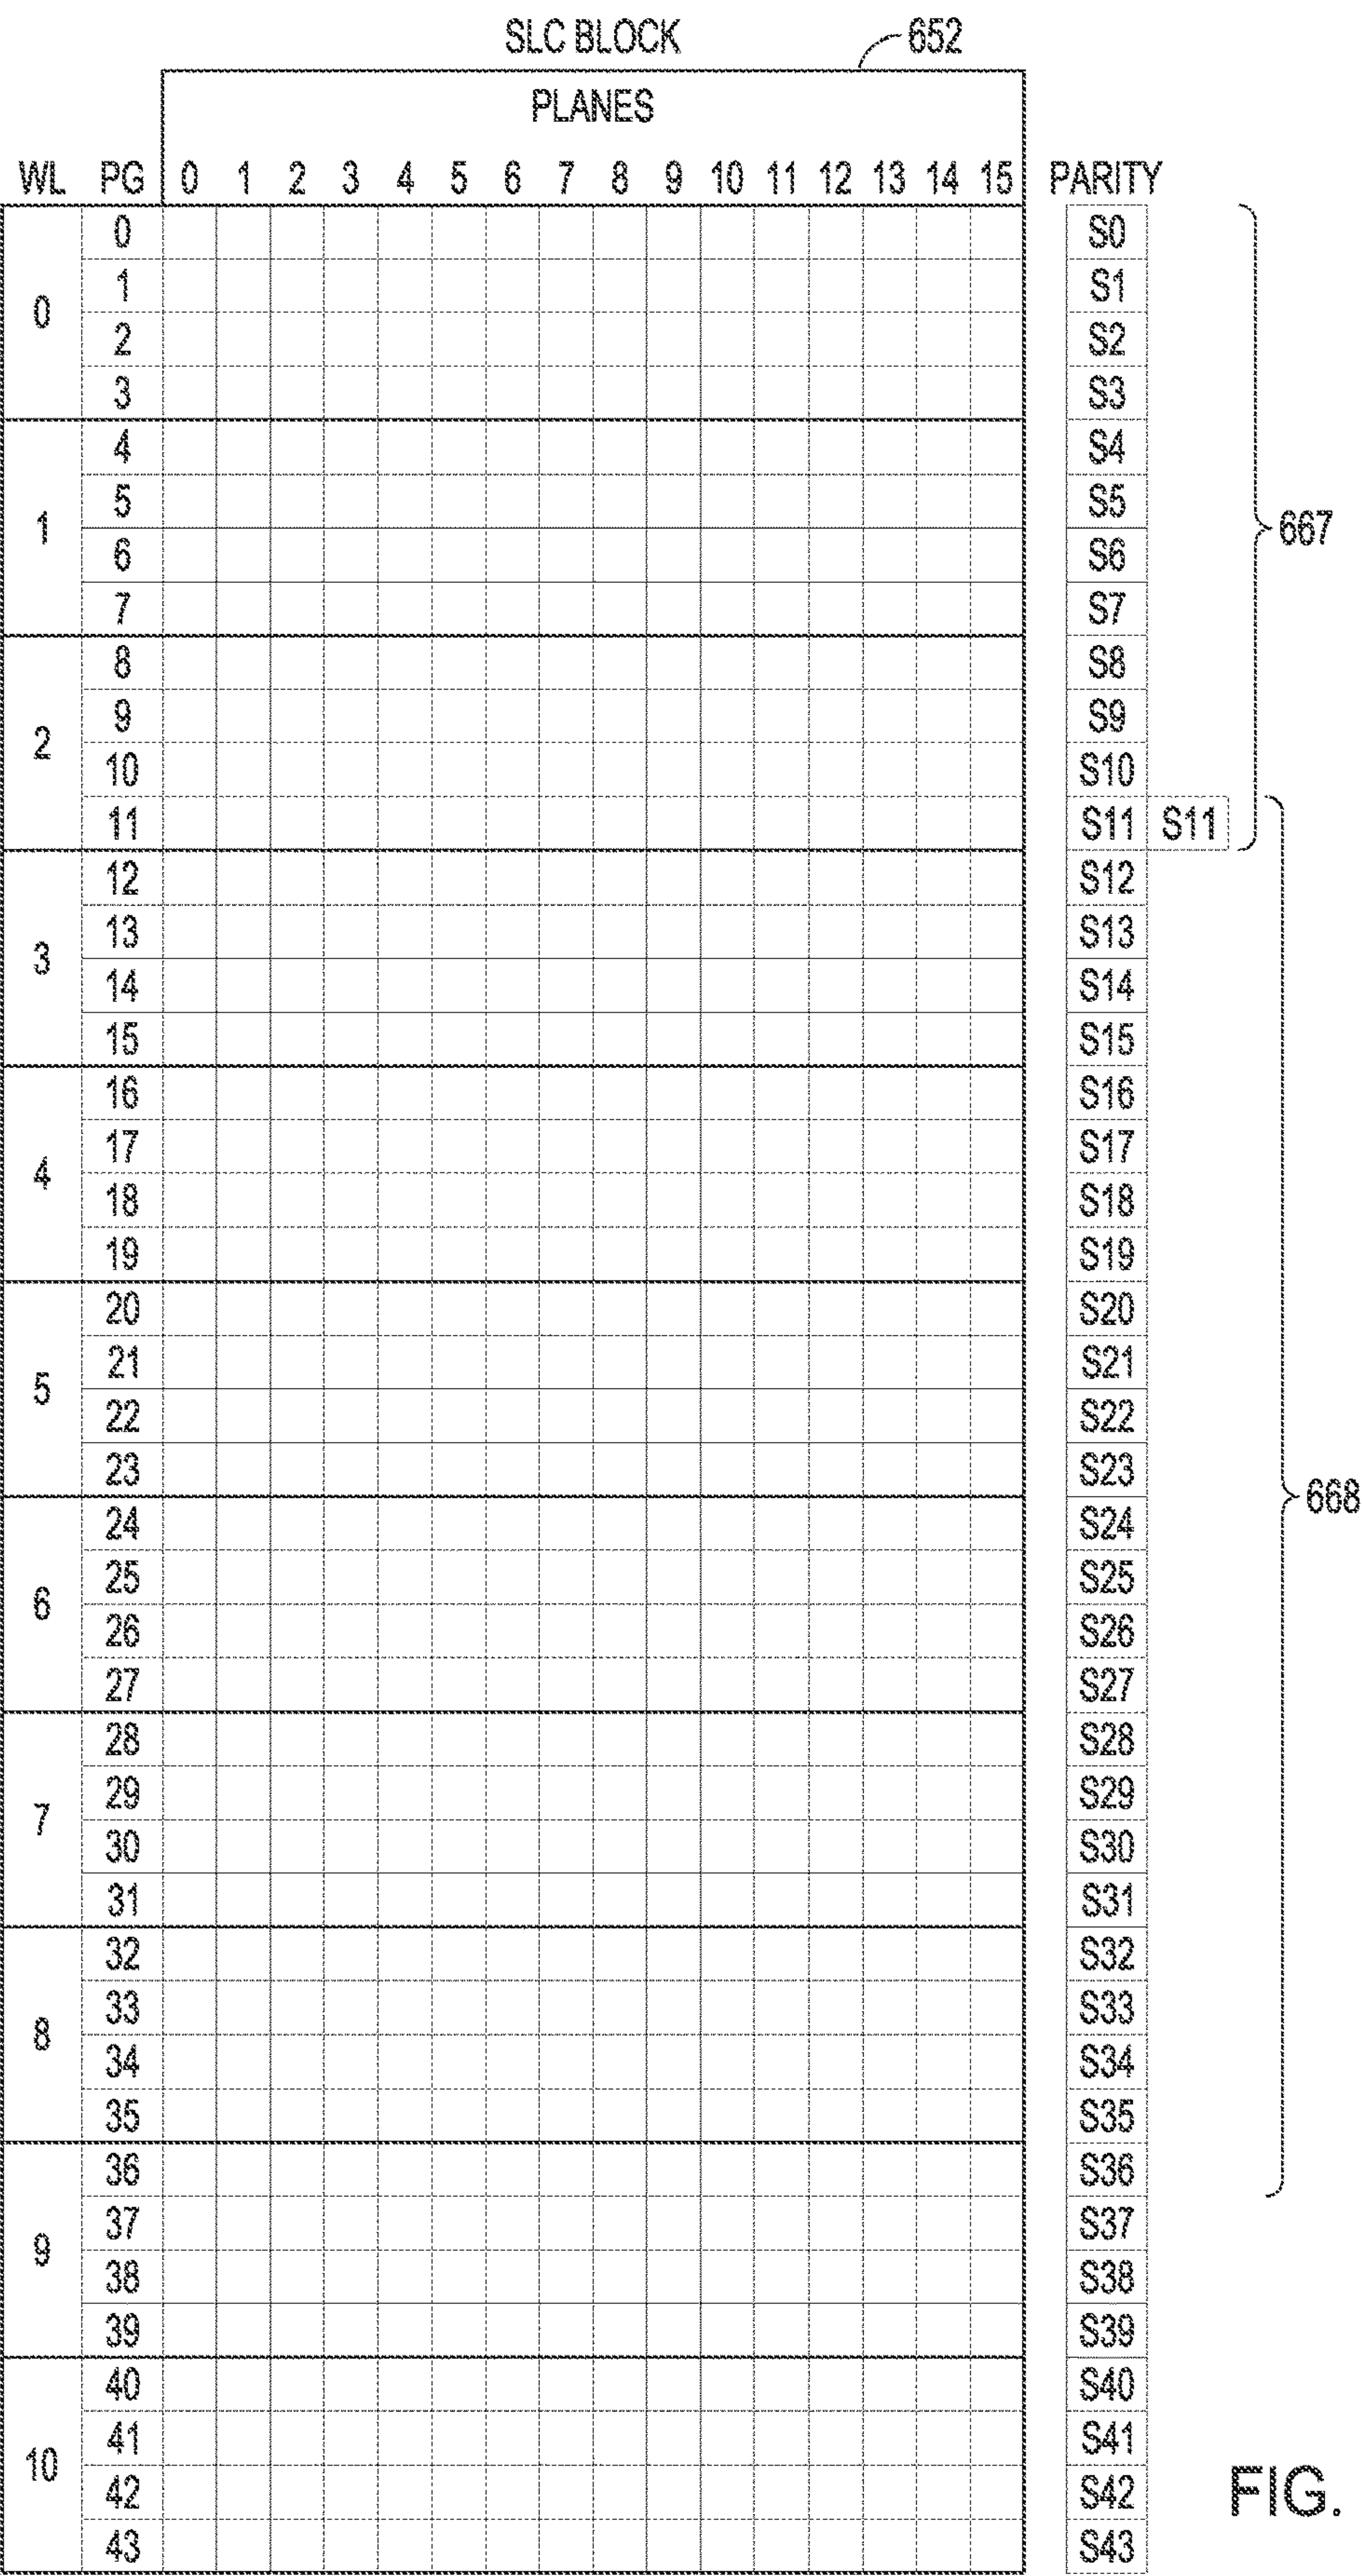 SLC BLOCK
652
PLANES
WL PG 0 1 2 3 4 5 6 7 8 9 10 11 12 13 14 15 PARITY
0 S0
1 S1
0
2 S2
3 S3
4 S4
5 S5
1 667
6 S6
7 S7
8 S8
9 S9
2
10 S10
11 S11 S11
12 S12
13 S13
3
14 S14
15 S15
16 S16
17 S17
4
18 S18
19 S19
20 S20
21 S21
5
22 S22
23 S23
668
24 S24
25 S25
6
26 S26
27 S27
28 S28
29 S29
7
30 S30
31 S31
32 S32
33 S33
8
34 S34
35 S35
36 S36
37 S37
9
38 S38
39 S39
40 S40
41 S41
10
42 S42
43 S43
FIG.